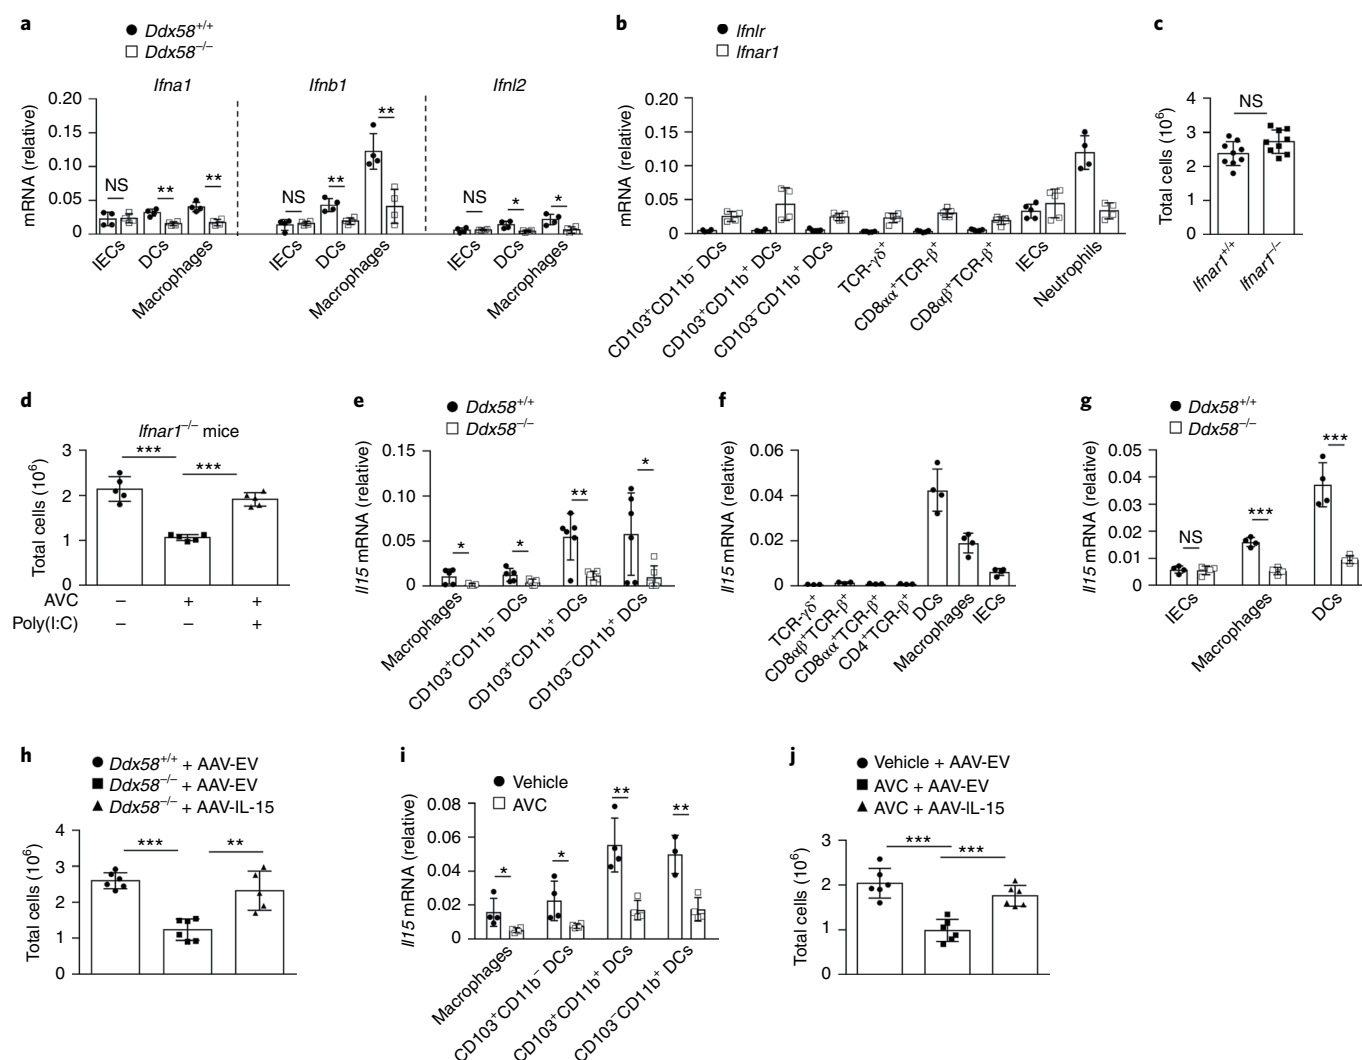 a
Ddx58+/+
Ddx58−/−
Ifna1 Ifnb1 Ifnl2
mRNA (relative)
0.20
0.15
0.10
0.05
0
NS ** ** NS ** ** NS * *
IECs DCs Macrophages IECs DCs Macrophages IECs DCs Macrophages
b
Ifnlr
Ifnar1
mRNA (relative)
0.20
0.15
0.10
0.05
0
CD103+CD11b− DCs
CD103+CD11b+ DCs
CD103−CD11b+ DCs
TCR-γδ+
CD8αα+TCR-β+
CD8αβ+TCR-β+
IECs
Neutrophils
c
Total cells (10⁶)
4
3
2
1
0
NS
Ifnar1+/+
Ifnar1−/−
d
Ifnar1−/− mice
Total cells (10⁶)
3
2
1
0
*** ***
AVC − + +
Poly(I:C) − − +
e
Ddx58+/+
Ddx58−/−
Il15 mRNA (relative)
0.15
0.10
0.05
0
* * ** *
Macrophages
CD103+CD11b− DCs
CD103+CD11b+ DCs
CD103−CD11b+ DCs
f
Il15 mRNA (relative)
0.06
0.04
0.02
0
TCR-γδ+
CD8αβ+TCR-β+
CD8αα+TCR-β+
CD4+TCR-β+
DCs
Macrophages
IECs
g
Ddx58+/+
Ddx58−/−
Il15 mRNA (relative)
0.05
0.04
0.03
0.02
0.01
0
NS *** ***
IECs
Macrophages
DCs
h
Ddx58+/+ + AAV-EV
Ddx58−/− + AAV-EV
Ddx58−/− + AAV-IL-15
Total cells (10⁶)
4
3
2
1
0
*** **
i
Vehicle
AVC
Il15 mRNA (relative)
0.08
0.06
0.04
0.02
0
* * ** **
Macrophages
CD103+CD11b− DCs
CD103+CD11b+ DCs
CD103−CD11b+ DCs
j
Vehicle + AAV-EV
AVC + AAV-EV
AVC + AAV-IL-15
Total cells (10⁶)
3
2
1
0
*** ***